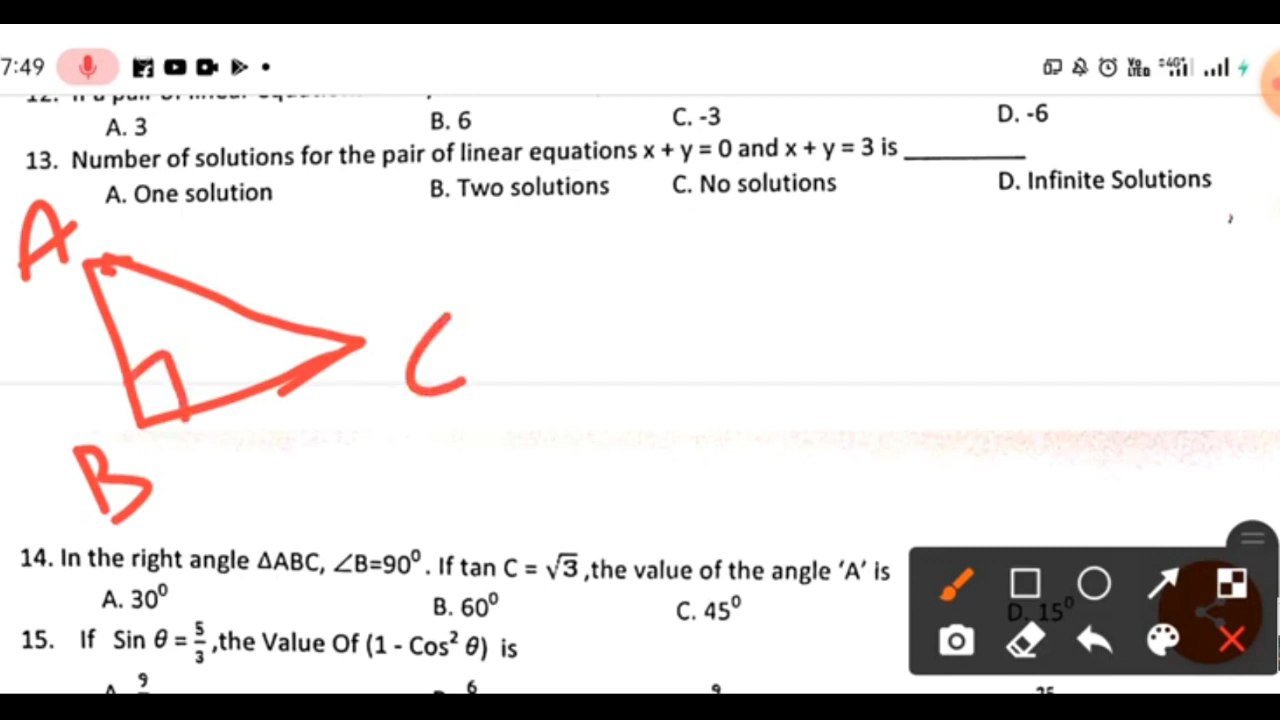 7:49
A. 3 B. 6 C. -3 D. -6
13. Number of solutions for the pair of linear equations x + y = 0 and x + y = 3 is __________
A. One solution B. Two solutions C. No solutions D. Infinite Solutions
A
C
B
14. In the right angle ΔABC, ∠B=90⁰. If tan C = √3 ,the value of the angle ‘A’ is
A. 30⁰ B. 60⁰ C. 45⁰ D. 15⁰
15. If Sin θ = 5/3 ,the Value Of (1 - Cos² θ) is